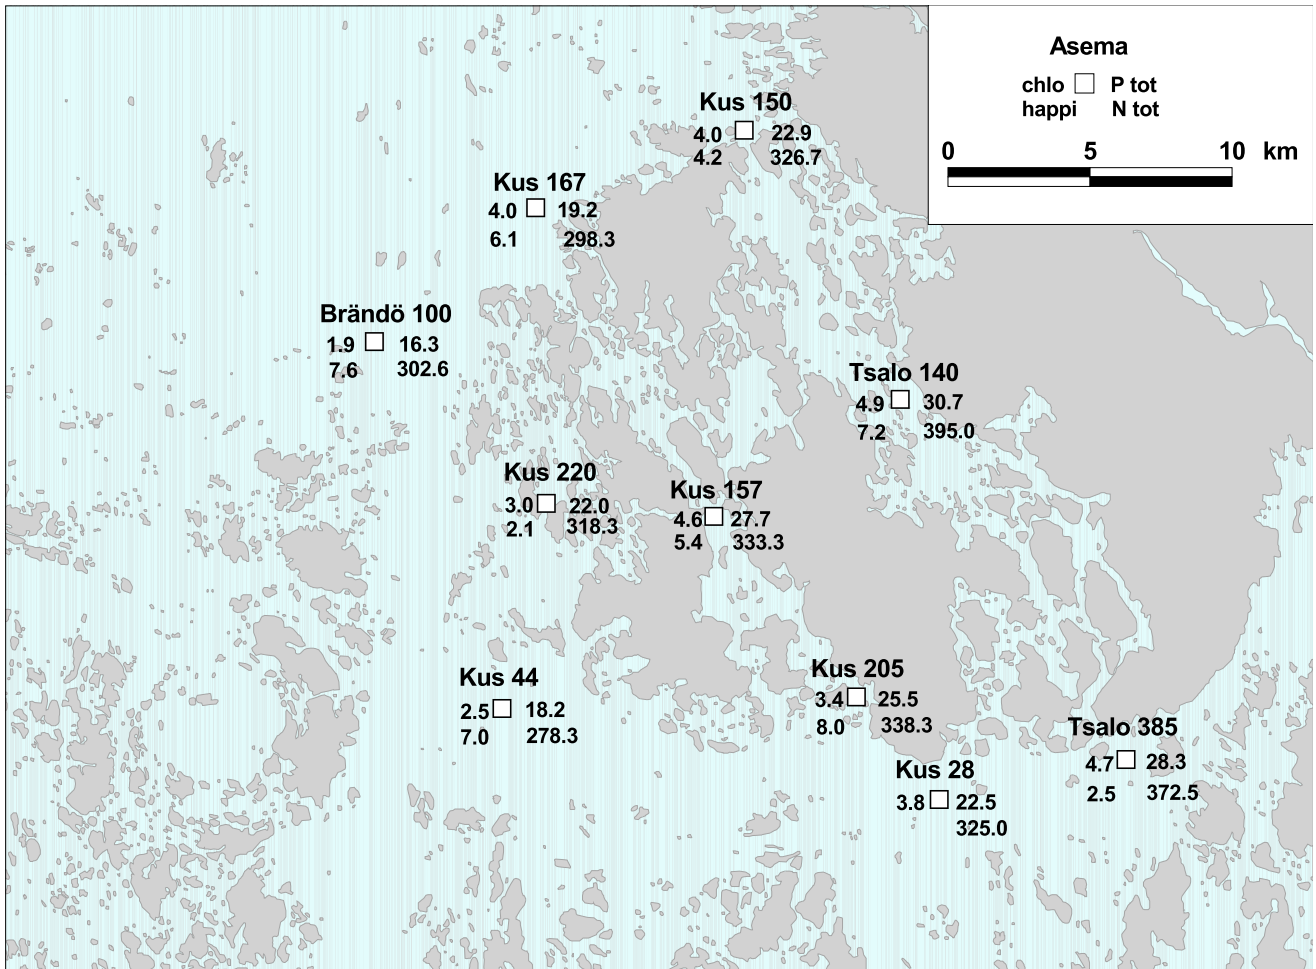 Asema
chlo P tot
happi N tot
0 5 10 km
Kus 150
4.0 22.9
4.2 326.7
Kus 167
4.0 19.2
6.1 298.3
Brändö 100
1.9 16.3
7.6 302.6
Tsalo 140
4.9 30.7
7.2 395.0
Kus 220
3.0 22.0
2.1 318.3
Kus 157
4.6 27.7
5.4 333.3
Kus 44
2.5 18.2
7.0 278.3
Kus 205
3.4 25.5
8.0 338.3
Tsalo 385
4.7 28.3
2.5 372.5
Kus 28
3.8 22.5
325.0